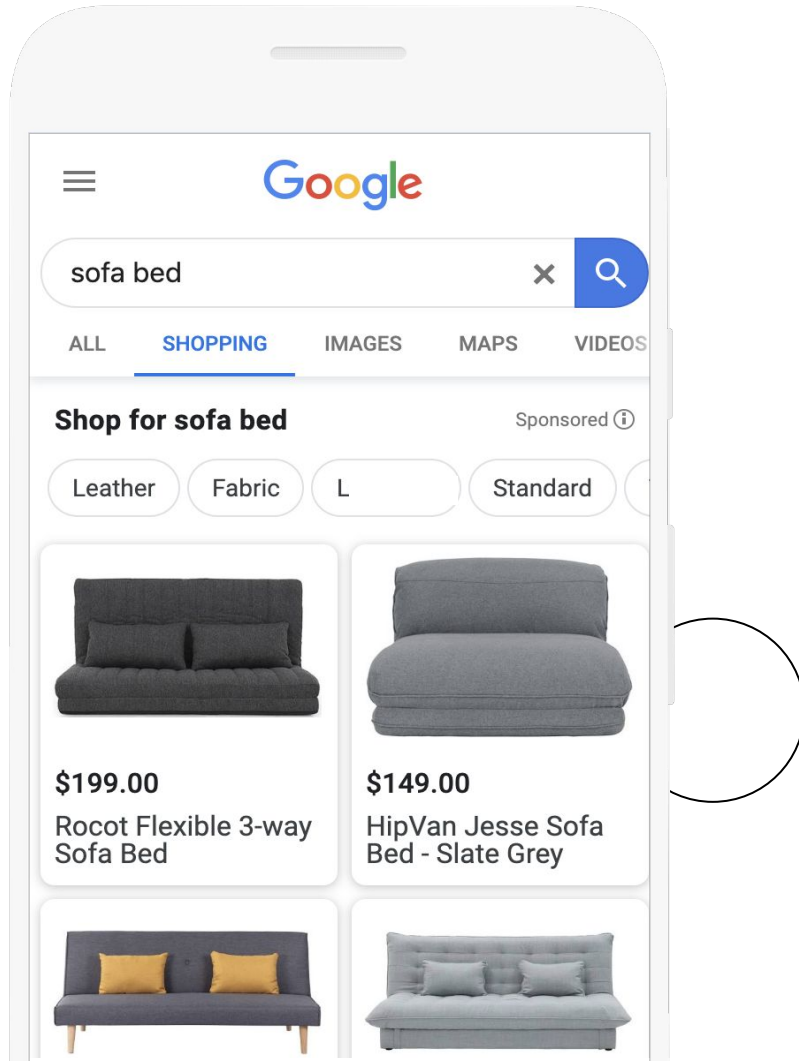 Google
sofa bed
ALL SHOPPING IMAGES MAPS VIDEOS
Shop for sofa bed Sponsored
Leather Fabric L Standard
$199.00 $149.00
Rocot Flexible 3-way HipVan Jesse Sofa
Sofa Bed Bed - Slate Grey